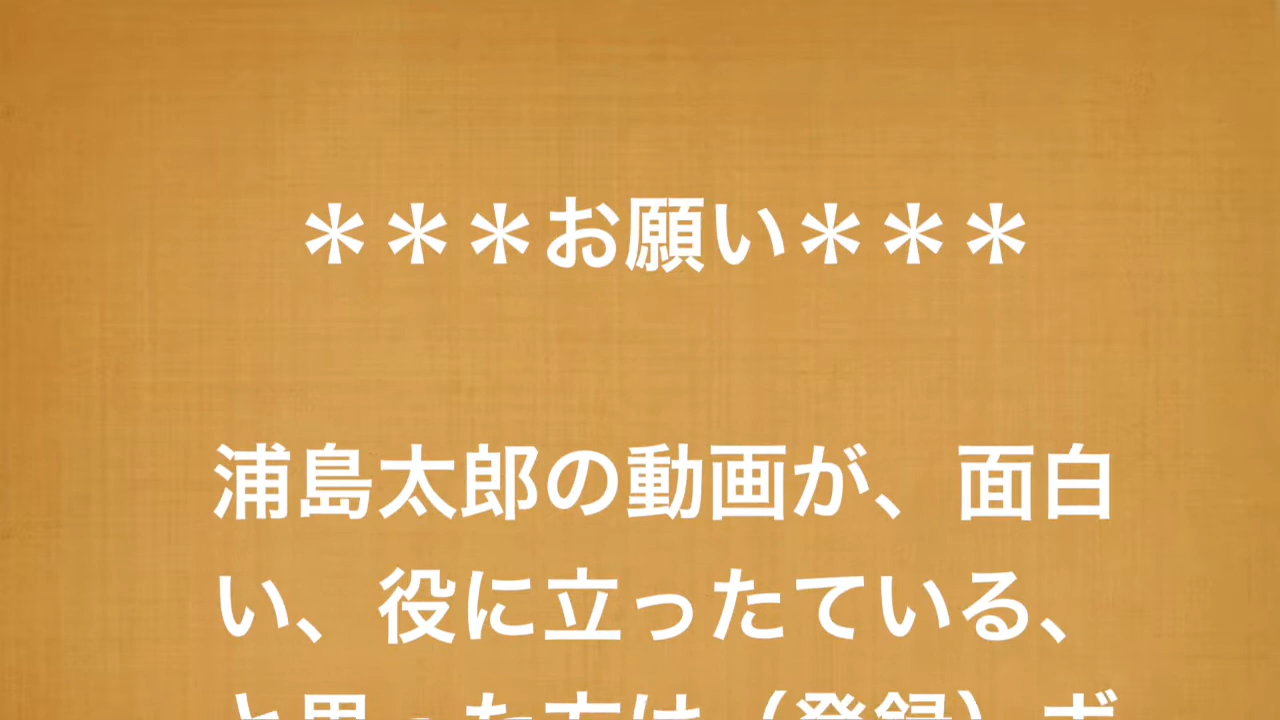 ＊＊＊お願い＊＊＊
浦島太郎の動画が、面白
い、役に立ったている、
と思った方は（登録）ボ